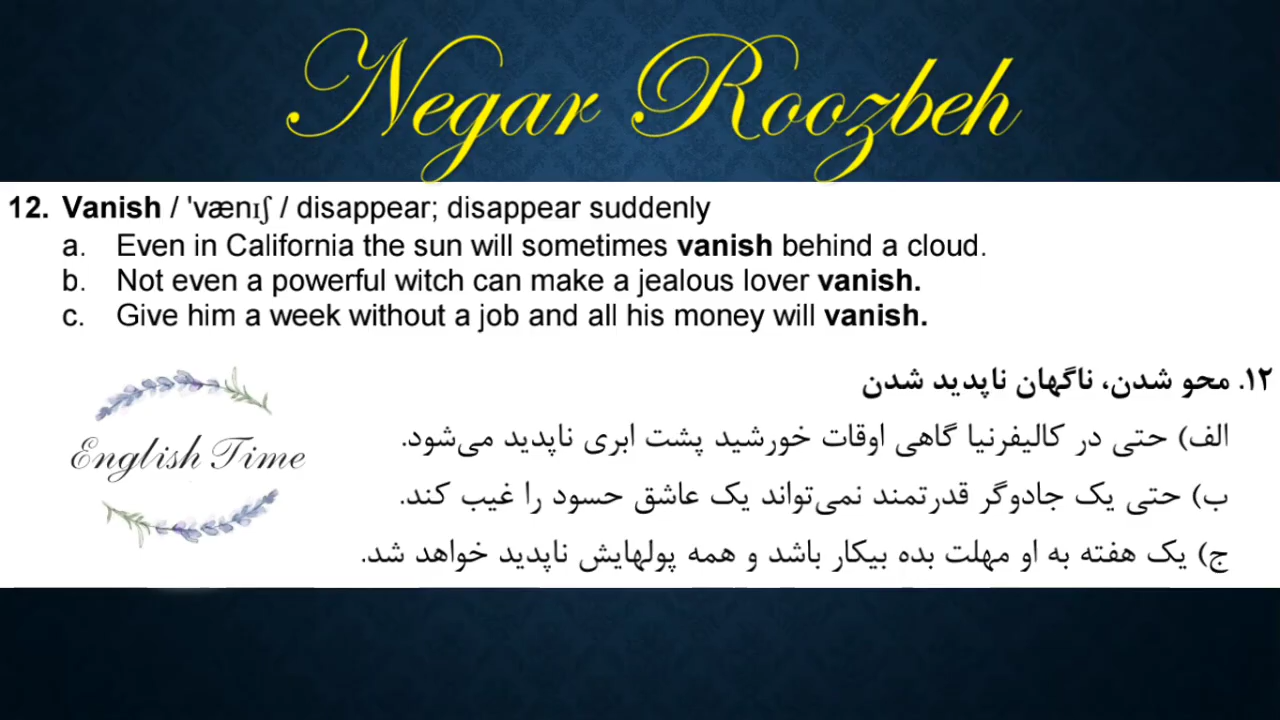 Negar Roozbeh
12. Vanish / 'vænɪʃ / disappear; disappear suddenly
a. Even in California the sun will sometimes vanish behind a cloud.
b. Not even a powerful witch can make a jealous lover vanish.
c. Give him a week without a job and all his money will vanish.
۱۲. محو شدن، ناگهان ناپدید شدن
الف) حتی در کالیفرنیا گاهی اوقات خورشید پشت ابری ناپدید می‌شود.
ب) حتی یک جادوگر قدرتمند نمی‌تواند یک عاشق حسود را غیب کند.
ج) یک هفته به او مهلت بده بیکار باشد و همه پولهایش ناپدید خواهد شد.
English Time